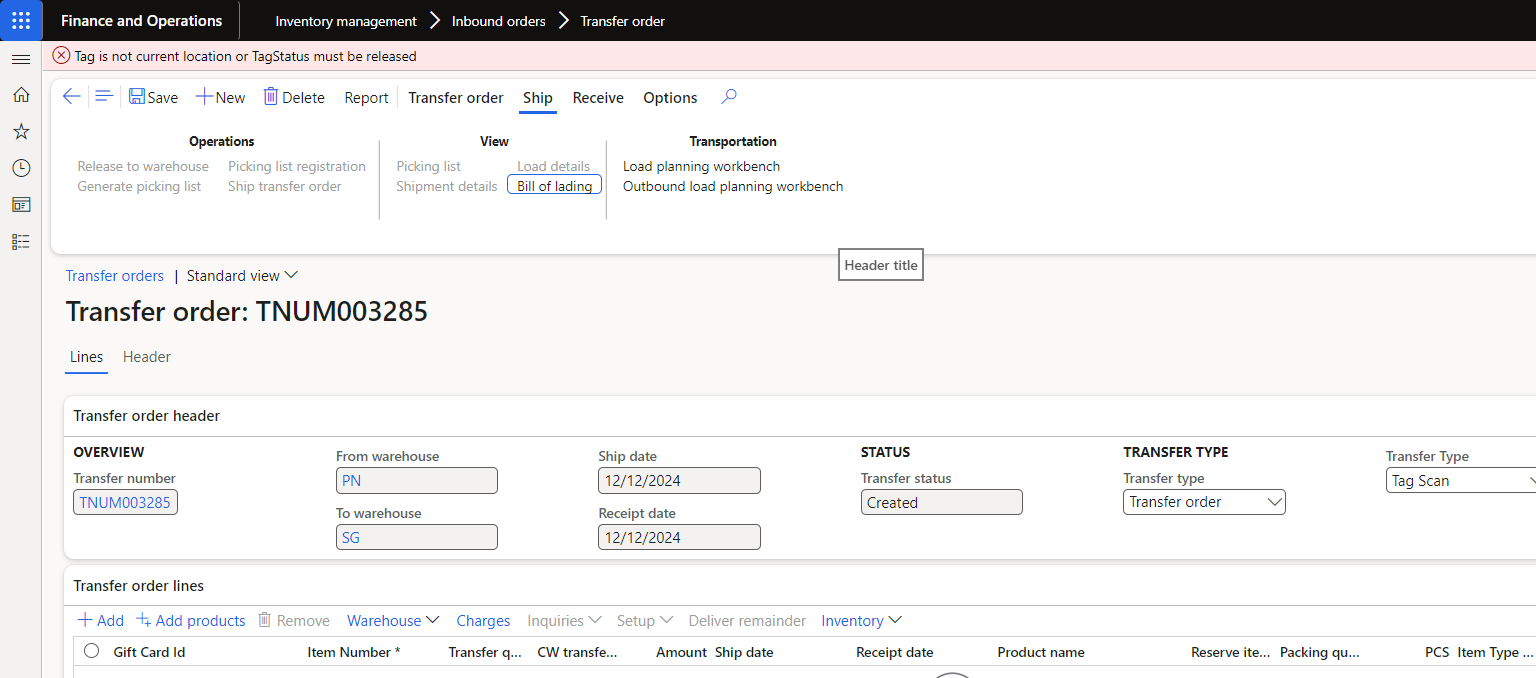 Finance and Operations
Inventory management > Inbound orders > Transfer order
Tag is not current location or TagStatus must be released
Save New Delete Report Transfer order Ship Receive Options
Operations View Transportation
Release to warehouse Picking list registration Picking list Load details Load planning workbench
Generate picking list Ship transfer order Shipment details Bill of lading Outbound load planning workbench
Header title
Transfer orders | Standard view
Transfer order: TNUM003285
Lines Header
Transfer order header
OVERVIEW
Transfer number
TNUM003285
From warehouse
PN
To warehouse
SG
Ship date
12/12/2024
Receipt date
12/12/2024
STATUS
Transfer status
Created
TRANSFER TYPE
Transfer type
Transfer order
Transfer Type
Tag Scan
Transfer order lines
Add Add products Remove Warehouse Charges Inquiries Setup Deliver remainder Inventory
Gift Card Id Item Number * Transfer q... CW transfe... Amount Ship date Receipt date Product name Reserve ite... Packing qu... PCS Item Type ...